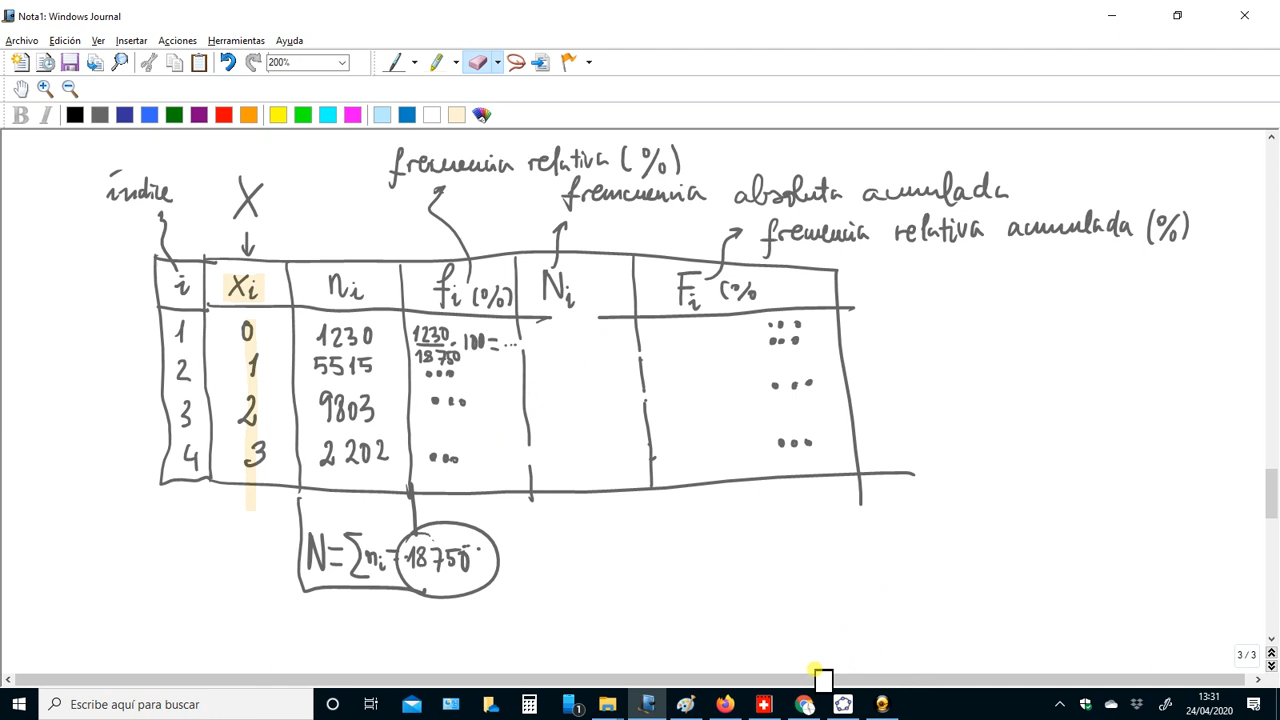 Nota1: Windows Journal
Archivo Edición Ver Insertar Acciones Herramientas Ayuda
200%
B I
frecuencia relativa (%)
índice X fremcuencia absoluta acumulada
frecuencia relativa acumulada (%)
i xi ni fi (%) Ni Fi (%
1 0 1230 1230/18750 · 100 = ...
2 1 5515 ...
3 2 9803 ... ...
4 3 2202 ... ...
N=∑ni=18750
3 / 3
Escribe aquí para buscar
1
13:31
24/04/2020